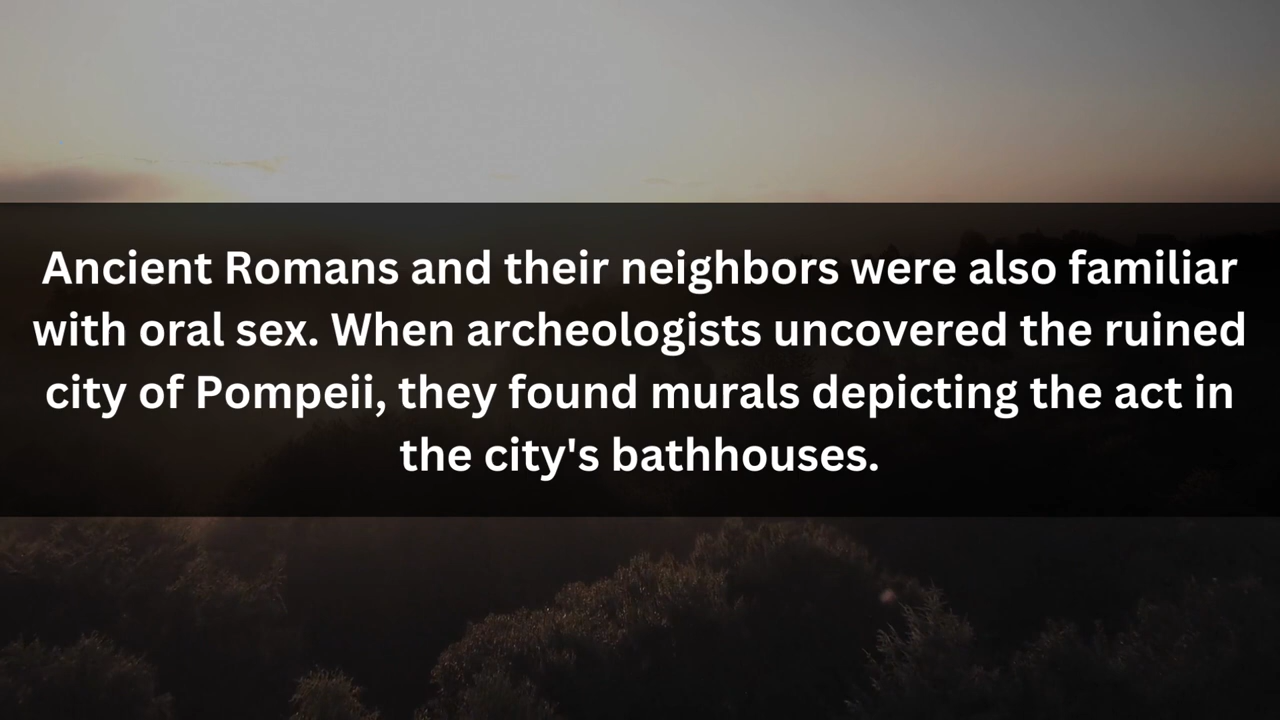 Ancient Romans and their neighbors were also familiar
with oral sex. When archeologists uncovered the ruined
city of Pompeii, they found murals depicting the act in
the city's bathhouses.